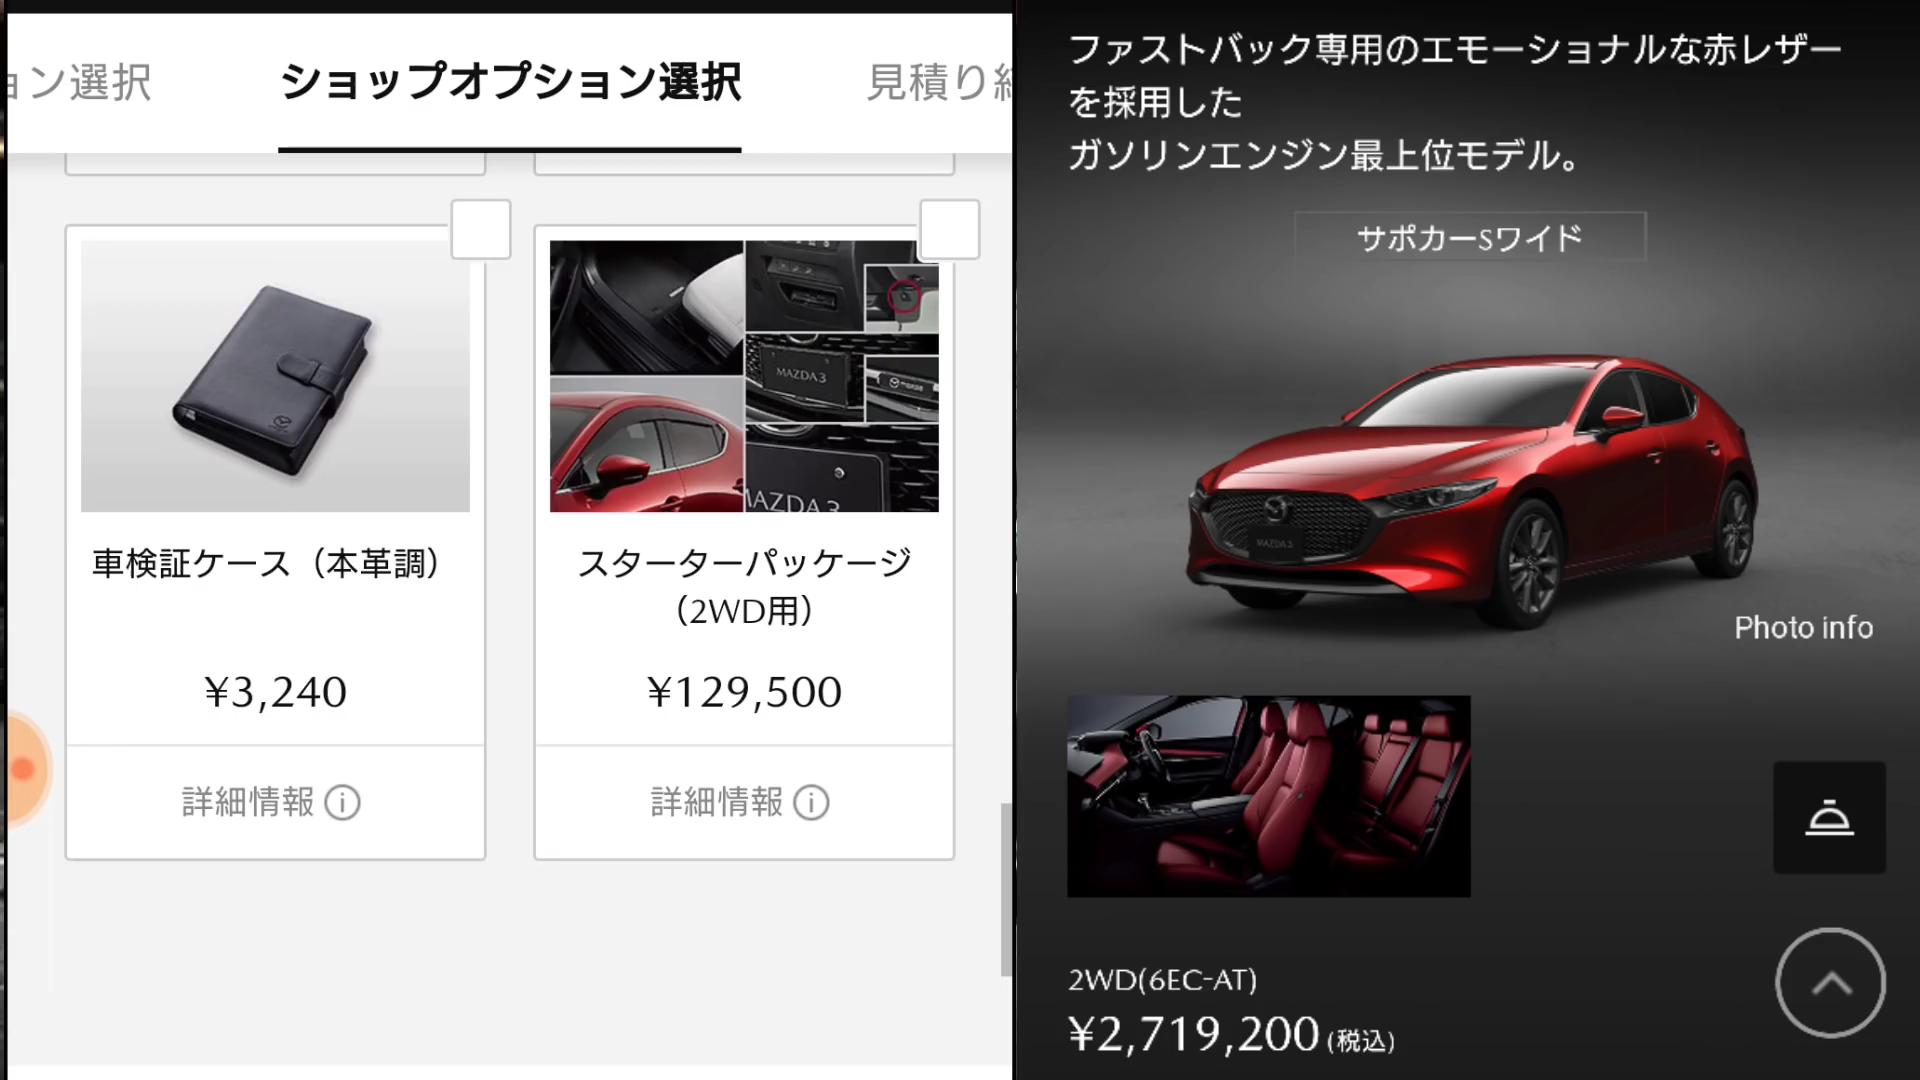 ョン選択
ショップオプション選択
見積り
MAZDA3
mazda
MAZDA3
車検証ケース（本革調）
¥3,240
詳細情報
スターターパッケージ
（2WD用）
¥129,500
詳細情報
ファストバック専用のエモーショナルな赤レザー
を採用した
ガソリンエンジン最上位モデル。
サポカーSワイド
MAZDA3
Photo info
2WD(6EC-AT)
¥2,719,200(税込)